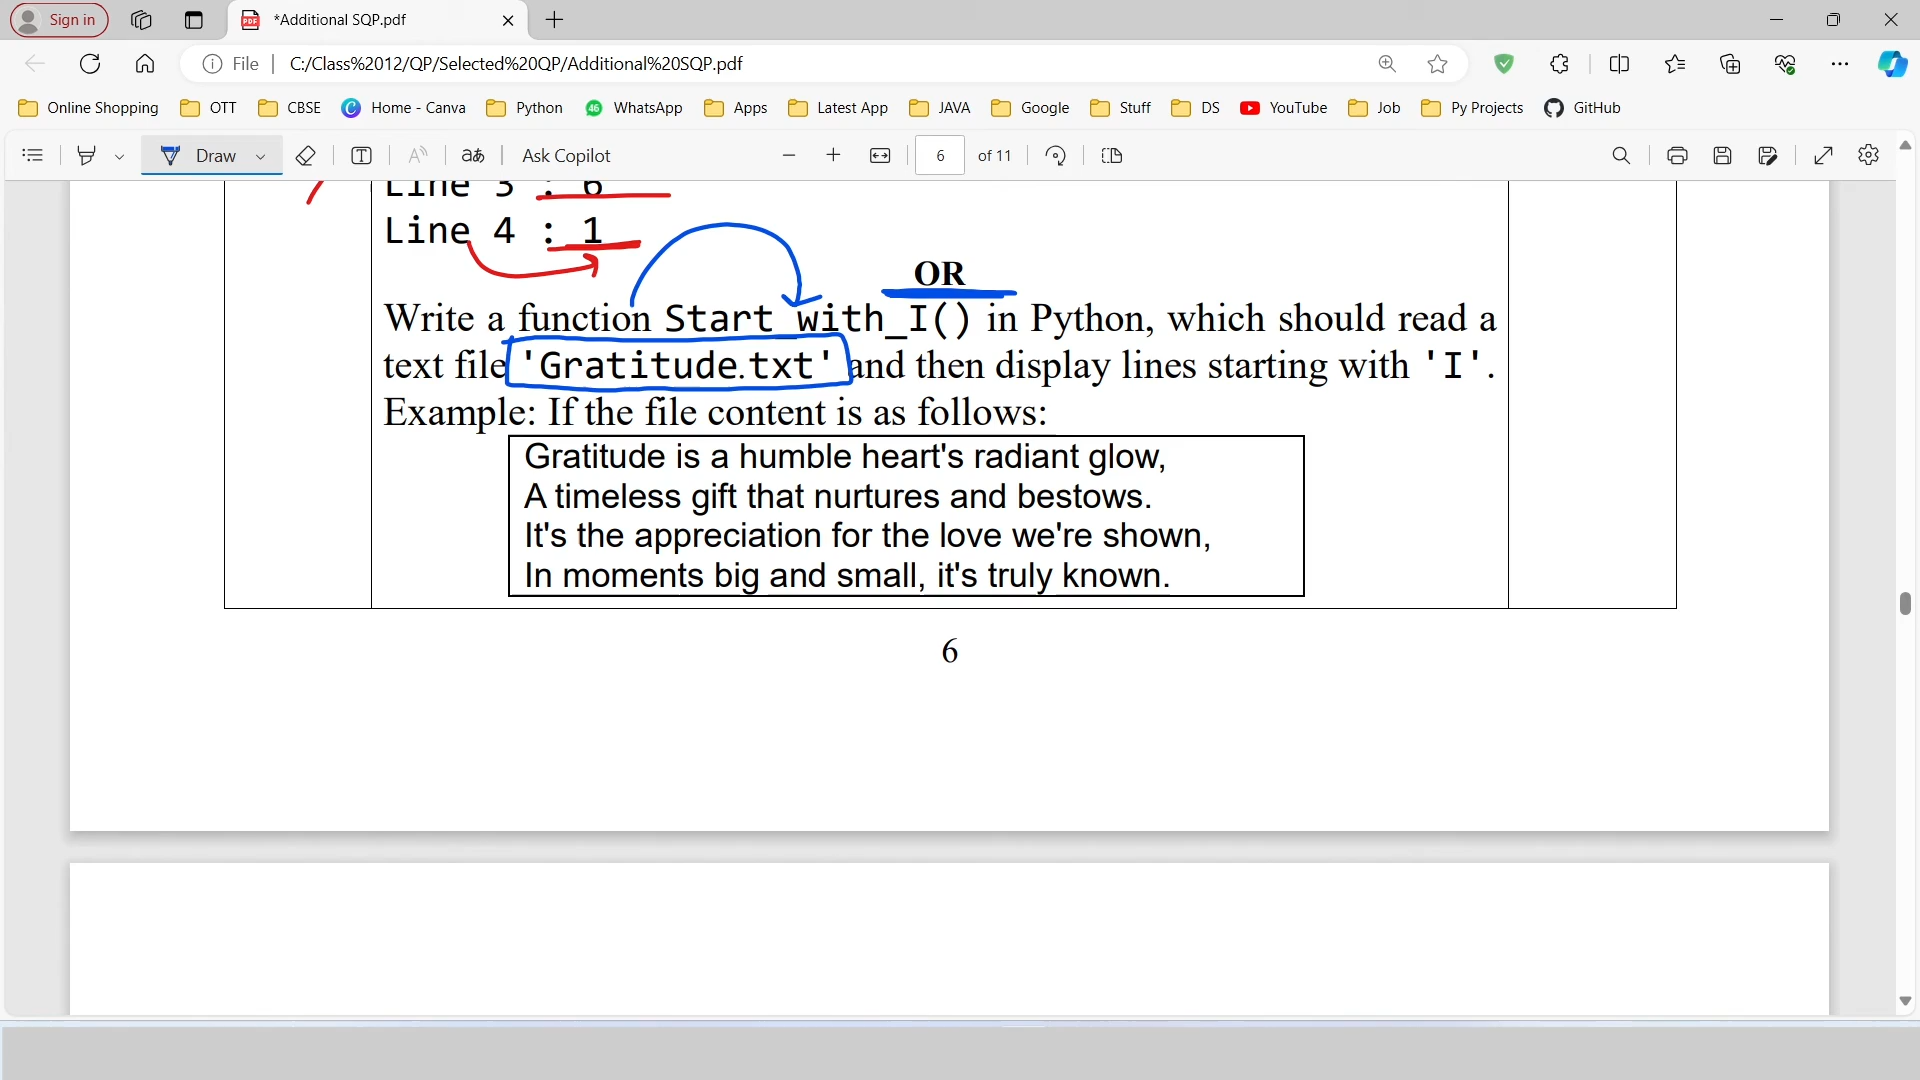 Sign in
*Additional SQP.pdf
File
C:/Class%2012/QP/Selected%20QP/Additional%20SQP.pdf
Online Shopping OTT CBSE Home - Canva Python WhatsApp Apps Latest App JAVA Google Stuff DS YouTube Job Py Projects GitHub
Draw aあ Ask Copilot 6 of 11
Line 3 : 6
Line 4 : 1
OR
Write a function Start_with_I() in Python, which should read a
text file 'Gratitude.txt' and then display lines starting with 'I'.
Example: If the file content is as follows:
Gratitude is a humble heart's radiant glow,
A timeless gift that nurtures and bestows.
It's the appreciation for the love we're shown,
In moments big and small, it's truly known.
6